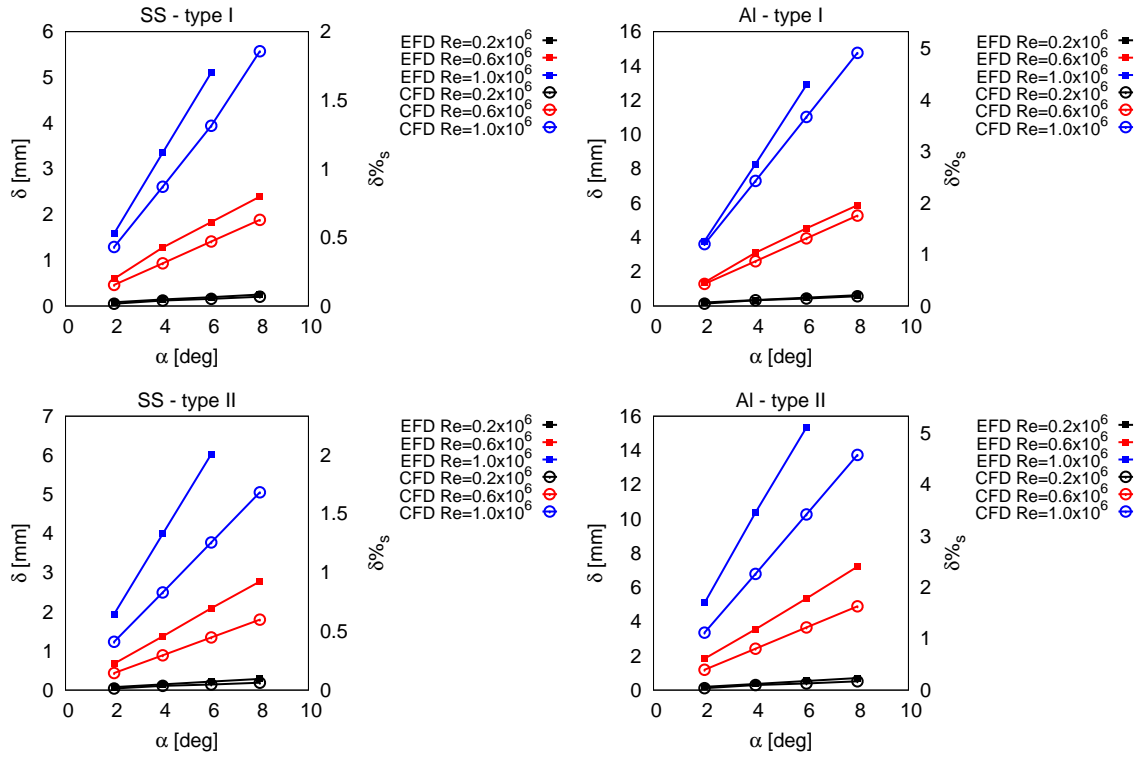 SS - type I
6
5
4
3
2
1
0
δ [mm]
0 2 4 6 8 10
α [deg]
2
1.5
1
0.5
0
δ%s
EFD Re=0.2x10^6
EFD Re=0.6x10^6
EFD Re=1.0x10^6
CFD Re=0.2x10^6
CFD Re=0.6x10^6
CFD Re=1.0x10^6
Al - type I
16
14
12
10
8
6
4
2
0
δ [mm]
0 2 4 6 8 10
α [deg]
5
4
3
2
1
0
δ%s
EFD Re=0.2x10^6
EFD Re=0.6x10^6
EFD Re=1.0x10^6
CFD Re=0.2x10^6
CFD Re=0.6x10^6
CFD Re=1.0x10^6
SS - type II
7
6
5
4
3
2
1
0
δ [mm]
0 2 4 6 8 10
α [deg]
2
1.5
1
0.5
0
δ%s
EFD Re=0.2x10^6
EFD Re=0.6x10^6
EFD Re=1.0x10^6
CFD Re=0.2x10^6
CFD Re=0.6x10^6
CFD Re=1.0x10^6
Al - type II
16
14
12
10
8
6
4
2
0
δ [mm]
0 2 4 6 8 10
α [deg]
5
4
3
2
1
0
δ%s
EFD Re=0.2x10^6
EFD Re=0.6x10^6
EFD Re=1.0x10^6
CFD Re=0.2x10^6
CFD Re=0.6x10^6
CFD Re=1.0x10^6